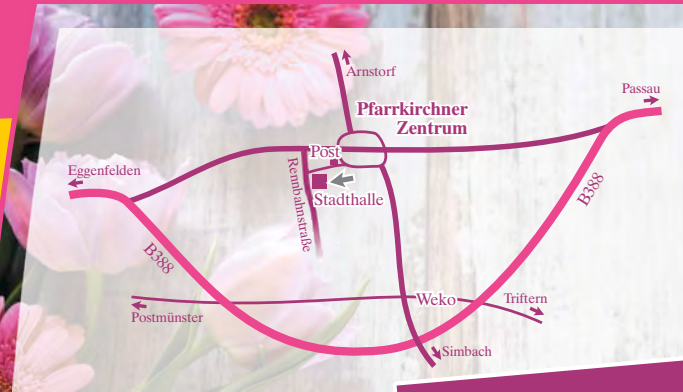 Arnstorf
Passau
Pfarrkirchner
Zentrum
Post
Eggenfelden
Rennbahnstraße
Stadthalle
B388
B388
Weko
Triftern
Postmünster
Simbach